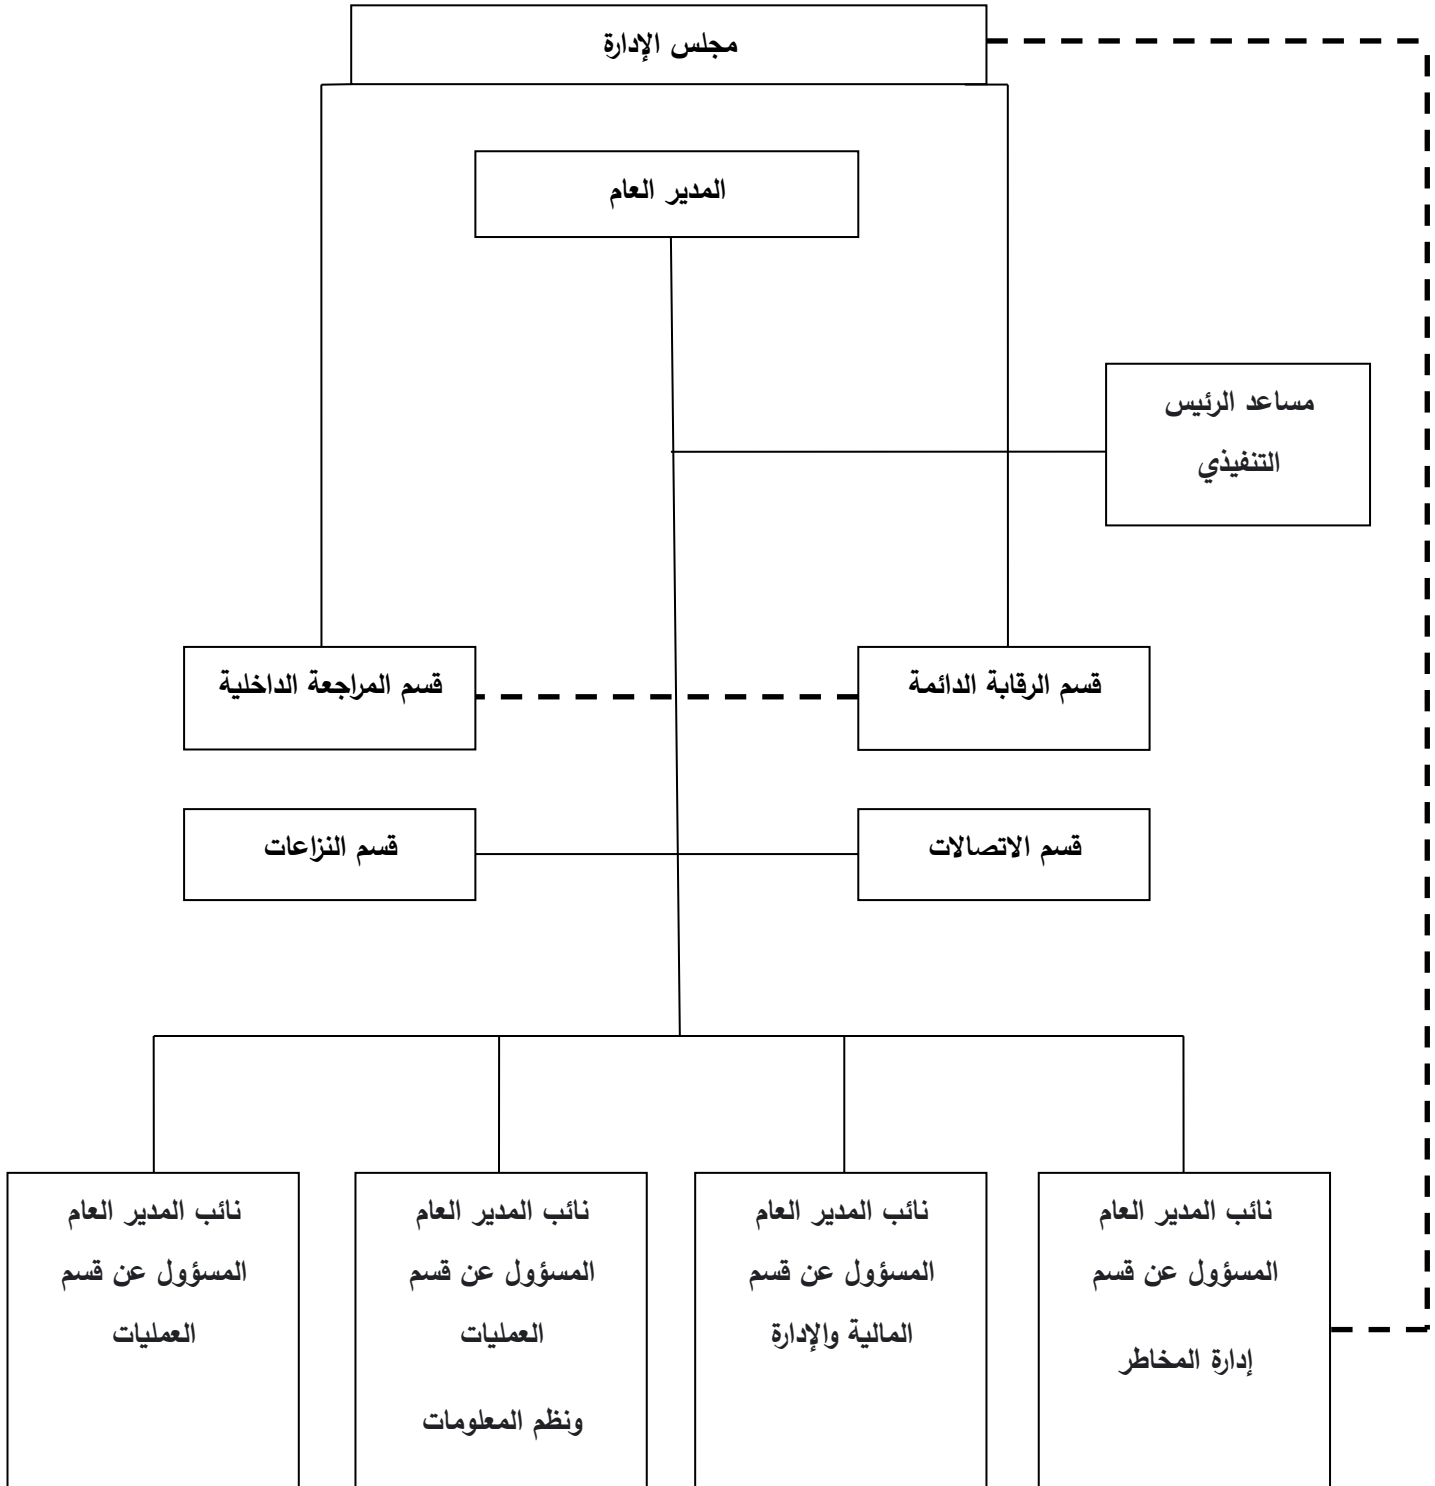 مجلس الإدارة
المدير العام
مساعد الرئيس
التنفيذي
قسم الرقابة الدائمة
قسم المراجعة الداخلية
قسم الاتصالات
قسم النزاعات
نائب المدير العام
المسؤول عن قسم
إدارة المخاطر
نائب المدير العام
المسؤول عن قسم
المالية والإدارة
نائب المدير العام
المسؤول عن قسم
العمليات
ونظم المعلومات
نائب المدير العام
المسؤول عن قسم
العمليات